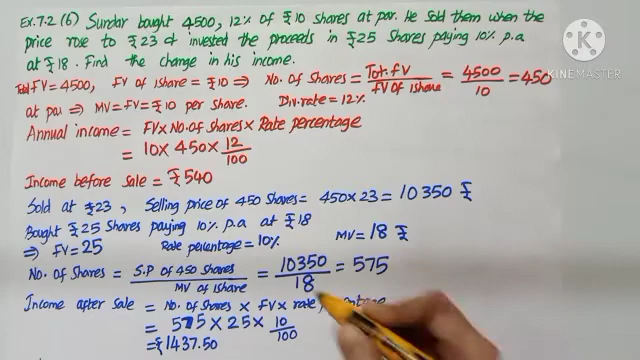 Ex.7.2 (6) Sundar bought 4500, 12% of ₹10 shares at par. He sold them when the
price rose to ₹23 & invested the proceeds in ₹25 shares paying 10% p.a
at ₹18. Find the change in his income.
Total FV=4500, FV of 1share = ₹10 ⇒ No. of Shares = Tot. FV / FV of 1share = 4500 / 10 = 450
at par ⇒ MV=FV=₹10 per share. Div. rate = 12%
Annual income = FV × No. of Shares × Rate percentage
= 10 × 450 × 12/100
Income before sale = ₹540
Sold at ₹23, Selling price of 450 Shares = 450×23 = 10350 ₹
Bought ₹25 Shares paying 10% p.a at ₹18
⇒ FV=25 Rate percentage = 10% MV = 18 ₹
No. of Shares = S.P of 450 Shares / MV of 1share = 10350 / 18 = 575
Income after sale = No. of Shares × FV × rate
= 575 × 25 × 10/100
= ₹1437.50
KINEMASTER